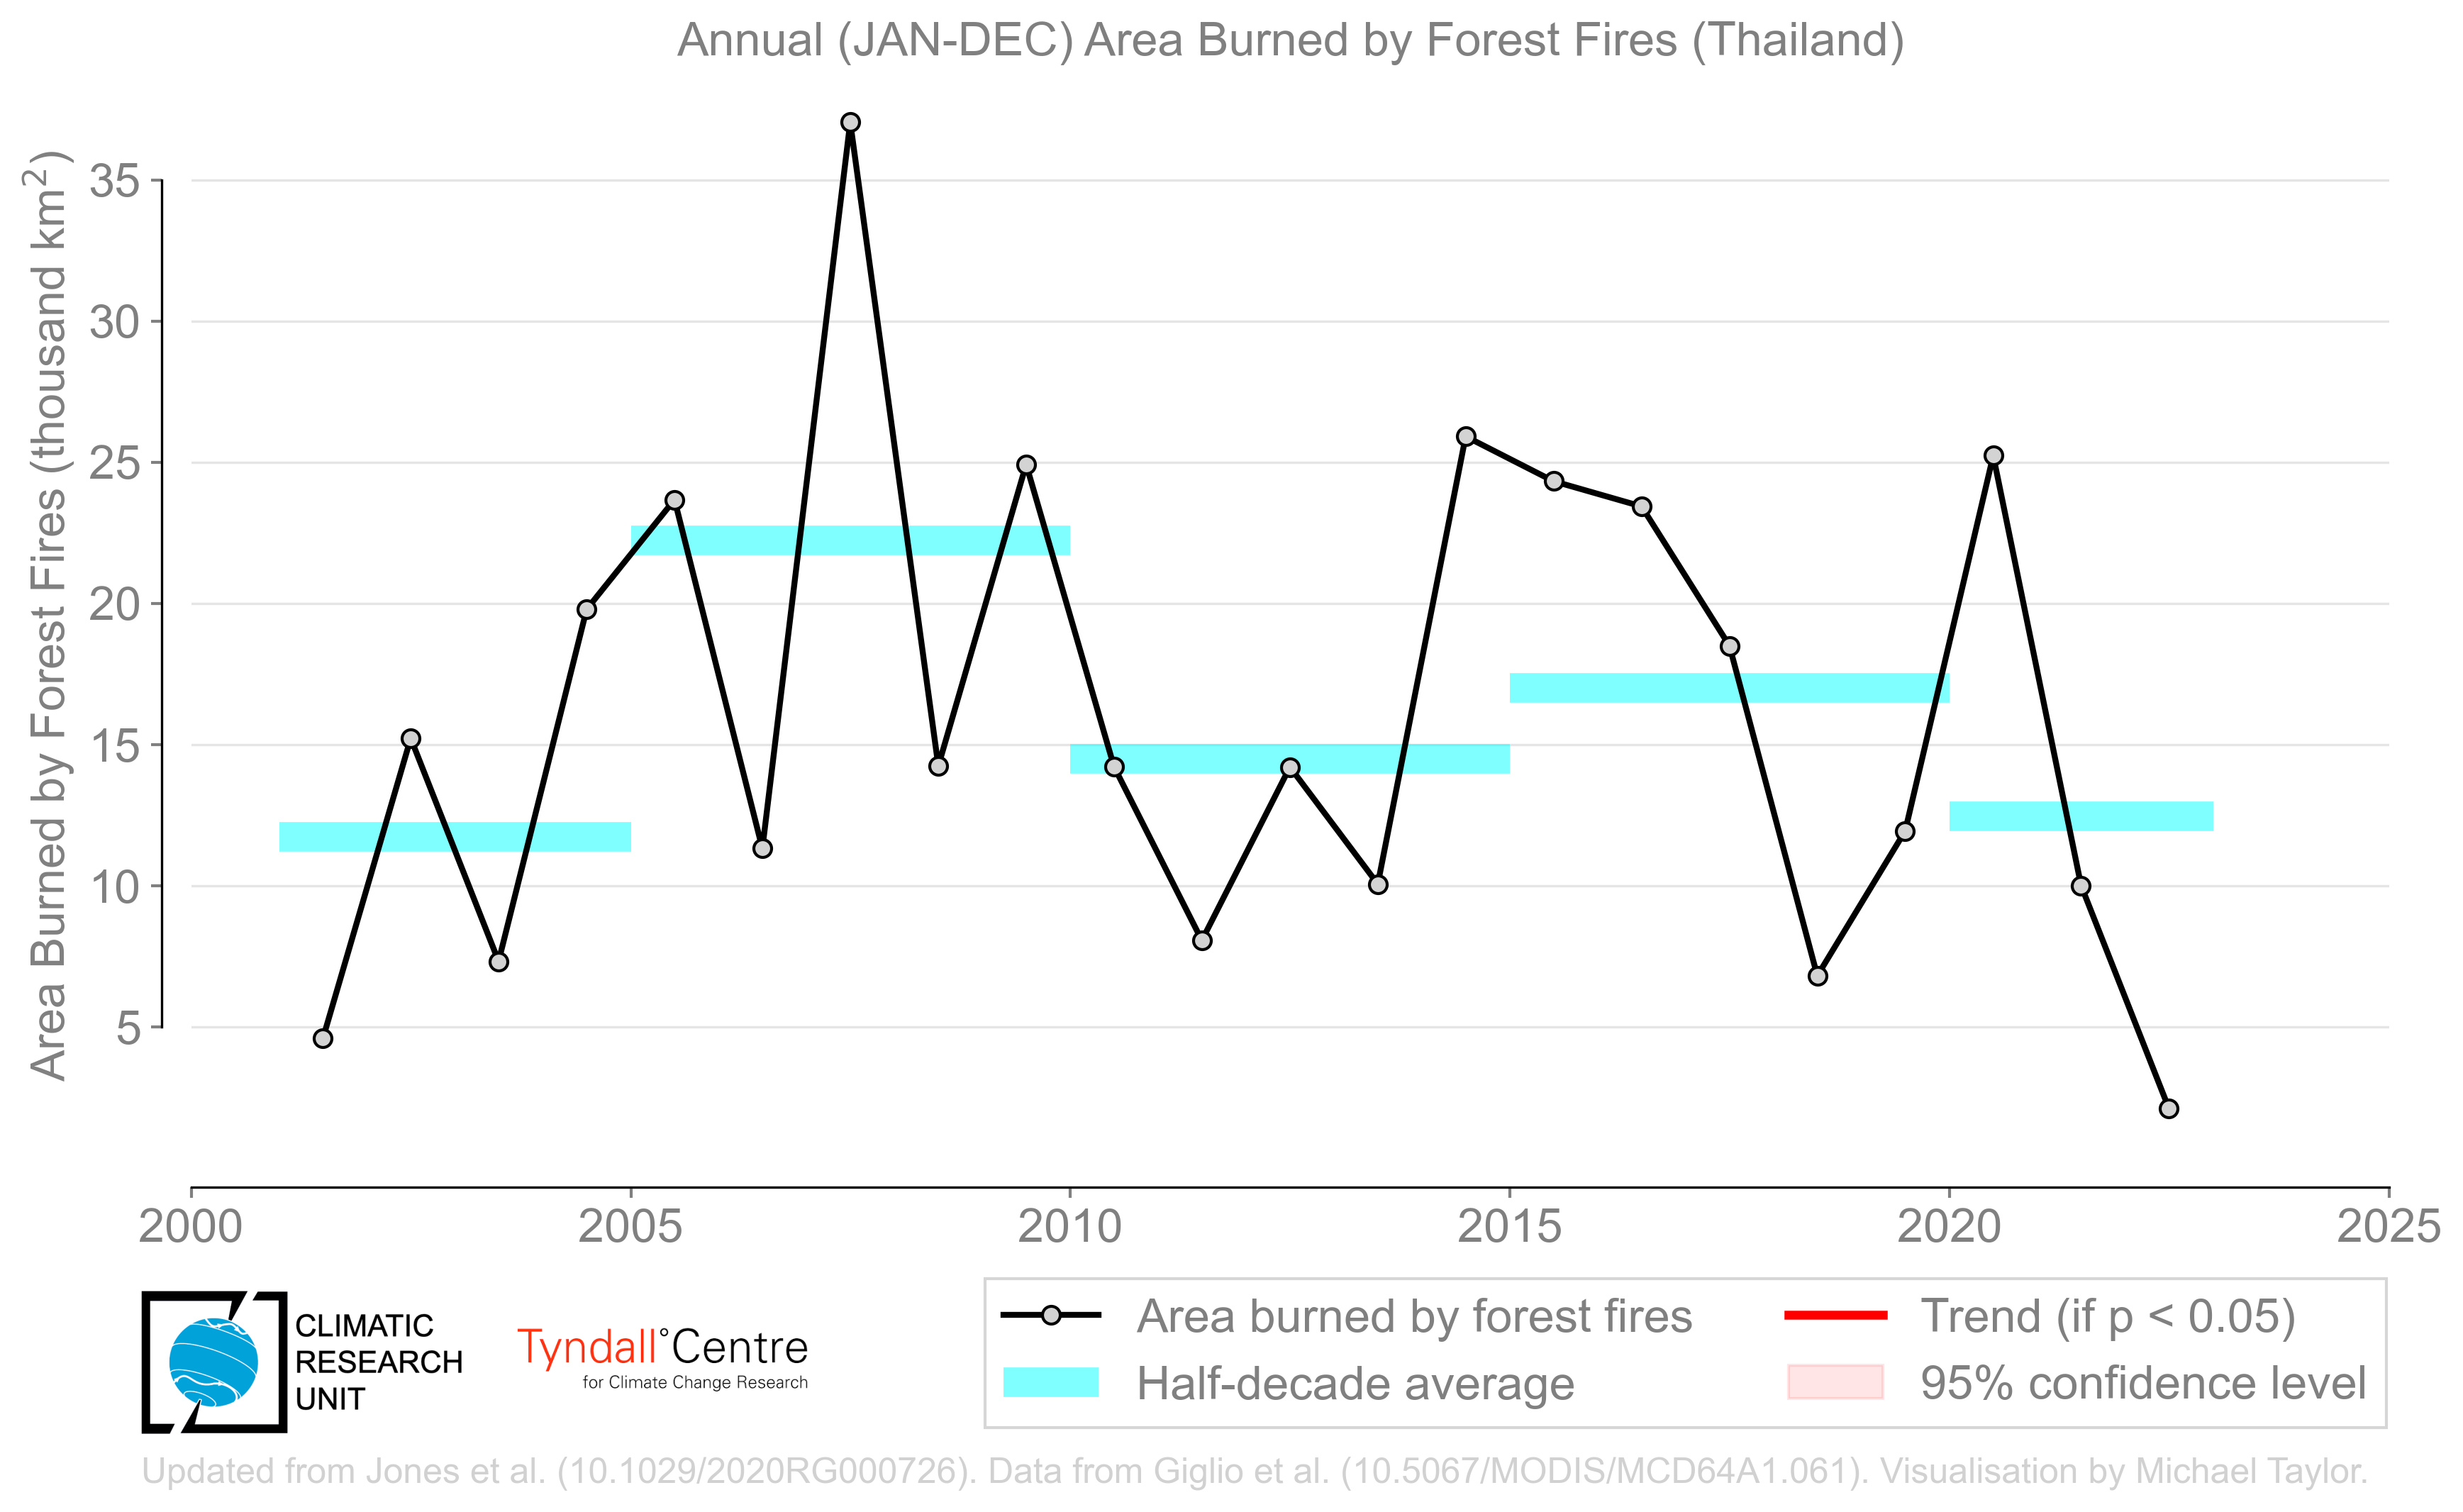 Annual (JAN-DEC) Area Burned by Forest Fires (Thailand)
Area Burned by Forest Fires (thousand km²)
35
30
25
20
15
10
5
2000
2005
2010
2015
2020
2025
CLIMATIC
RESEARCH
UNIT
Tyndall°Centre
for Climate Change Research
Area burned by forest fires
Half-decade average
Trend (if p < 0.05)
95% confidence level
Updated from Jones et al. (10.1029/2020RG000726). Data from Giglio et al. (10.5067/MODIS/MCD64A1.061). Visualisation by Michael Taylor.